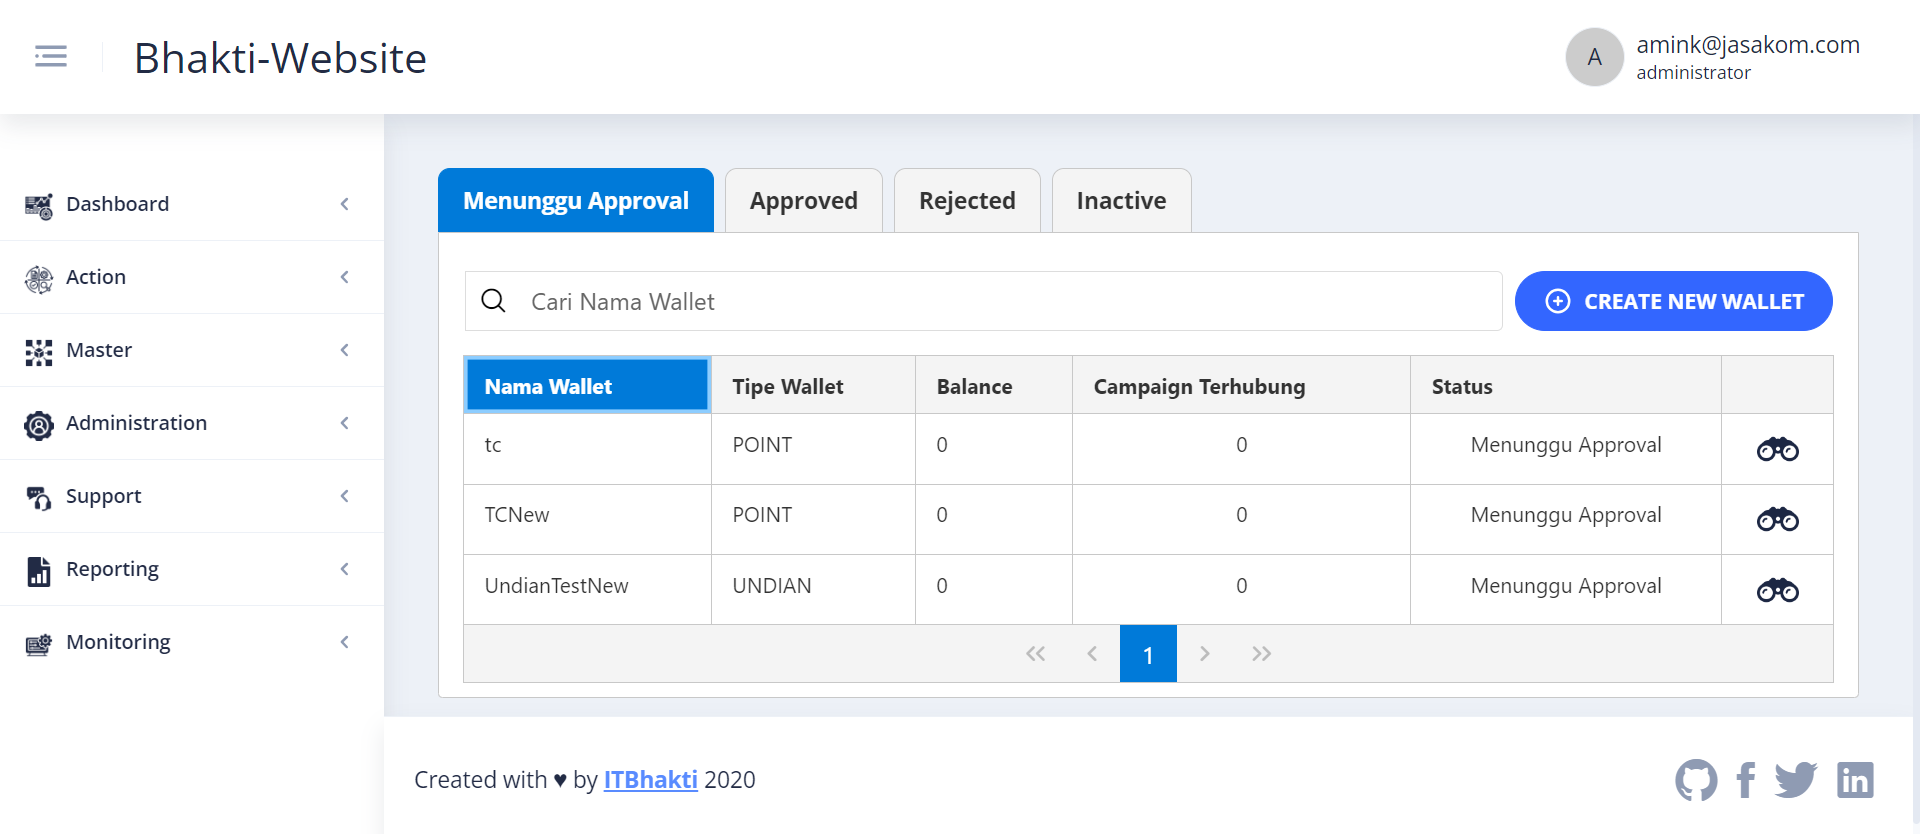 Bhakti-Website
A
amink@jasakom.com
administrator
Dashboard
Action
Master
Administration
Support
Reporting
Monitoring
Menunggu Approval
Approved
Rejected
Inactive
Cari Nama Wallet
CREATE NEW WALLET
Nama Wallet Tipe Wallet Balance Campaign Terhubung Status
tc POINT 0 0 Menunggu Approval
TCNew POINT 0 0 Menunggu Approval
UndianTestNew UNDIAN 0 0 Menunggu Approval
1
Created with ♥ by ITBhakti 2020